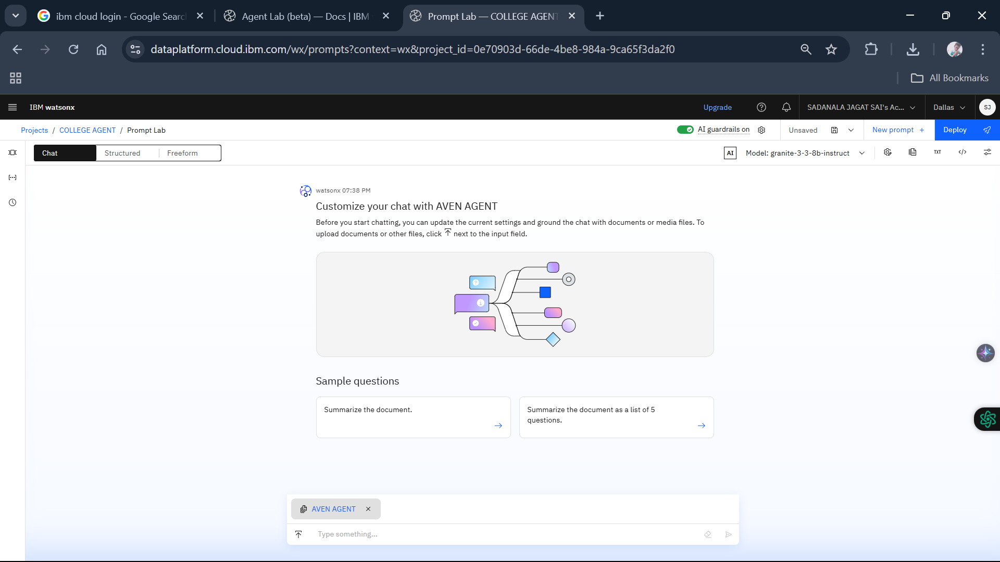 ibm cloud login - Google Searc
Agent Lab (beta) — Docs | IBM
Prompt Lab — COLLEGE AGENT
dataplatform.cloud.ibm.com/wx/prompts?context=wx&project_id=0e70903d-66de-4be8-984a-9ca65f3da2f0
All Bookmarks
IBM watsonx
Upgrade
SADANALA JAGAT SAI's Ac...
Dallas
SJ
Projects / COLLEGE AGENT / Prompt Lab
AI guardrails on
Unsaved
New prompt +
Deploy
Chat
Structured
Freeform
AI
Model: granite-3-3-8b-instruct
TXT
watsonx 07:38 PM
Customize your chat with AVEN AGENT
Before you start chatting, you can update the current settings and ground the chat with documents or media files. To
upload documents or other files, click next to the input field.
Sample questions
Summarize the document.
Summarize the document as a list of 5
questions.
AVEN AGENT
Type something...